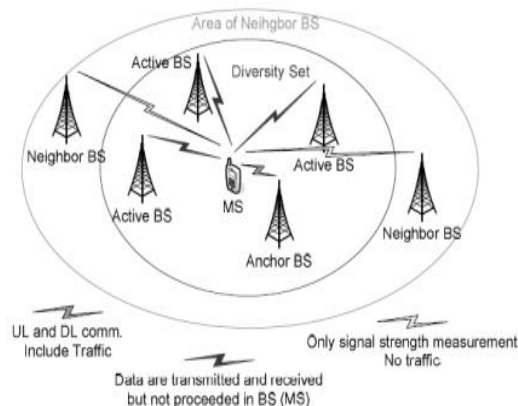 Area of Neihgbor BS
Active BS
Diversity Set
Neighbor BS
Active BS
Active BS
MS
Neighbor BS
Anchor BS
UL and DL comm.
Include Traffic
Only signal strength measurement
No traffic
Data are transmitted and received
but not proceeded in BS (MS)